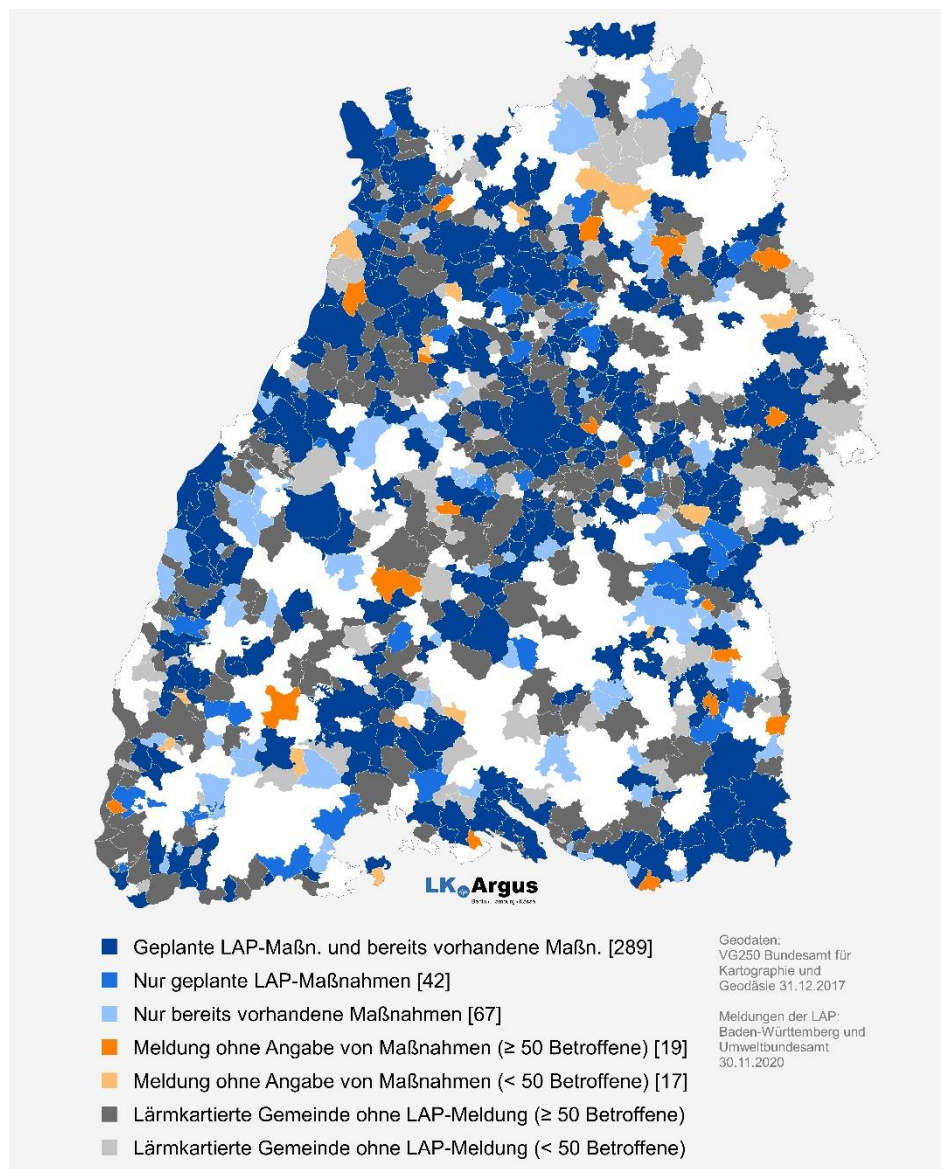 LK Argus
Geplante LAP-Maßn. und bereits vorhandene Maßn. [289]
Nur geplante LAP-Maßnahmen [42]
Nur bereits vorhandene Maßnahmen [67]
Meldung ohne Angabe von Maßnahmen (≥ 50 Betroffene) [19]
Meldung ohne Angabe von Maßnahmen (< 50 Betroffene) [17]
Lärmkartierte Gemeinde ohne LAP-Meldung (≥ 50 Betroffene)
Lärmkartierte Gemeinde ohne LAP-Meldung (< 50 Betroffene)
Geodaten:
VG250 Bundesamt für
Kartographie und
Geodäsie 31.12.2017
Meldungen der LAP:
Baden-Württemberg und
Umweltbundesamt
30.11.2020